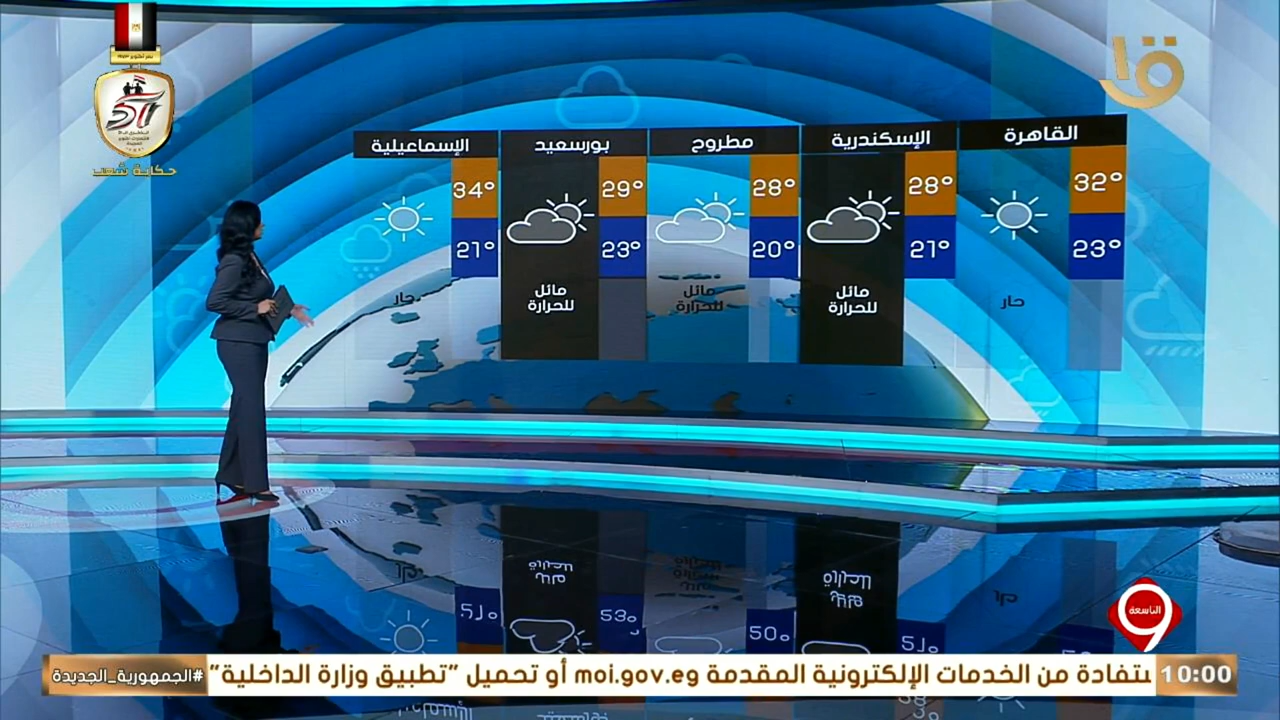 حكاية شعب
القاهرة
32°
23°
حار
الإسكندرية
28°
21°
مائل
للحرارة
مطروح
28°
20°
مائل
للحرارة
بورسعيد
29°
23°
مائل
للحرارة
الإسماعيلية
34°
21°
حار
التاسعة
9
10:00
ستفادة من الخدمات الإلكترونية المقدمة moi.gov.eg أو تحميل "تطبيق وزارة الداخلية"
#الجمهورية_الجديدة